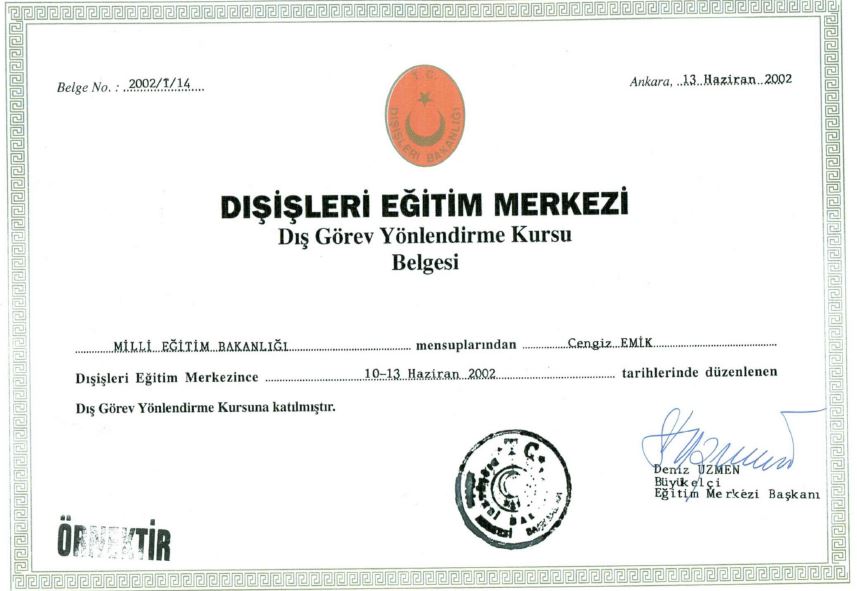 Belge No. : 2002/T/14
Ankara, 13 Haziran 2002
T.C.
DIŞİŞLERİ BAKANLIĞI
DIŞİŞLERİ EĞİTİM MERKEZİ
Dış Görev Yönlendirme Kursu
Belgesi
MİLLİ EĞİTİM BAKANLIĞI mensuplarından Cengiz EMİK
Dışişleri Eğitim Merkezince 10-13 Haziran 2002 tarihlerinde düzenlenen
Dış Görev Yönlendirme Kursuna katılmıştır.
T.C.
Deniz UZMEN
Büyükelçi
Eğitim Merkezi Başkanı
ÖRNEKTİR